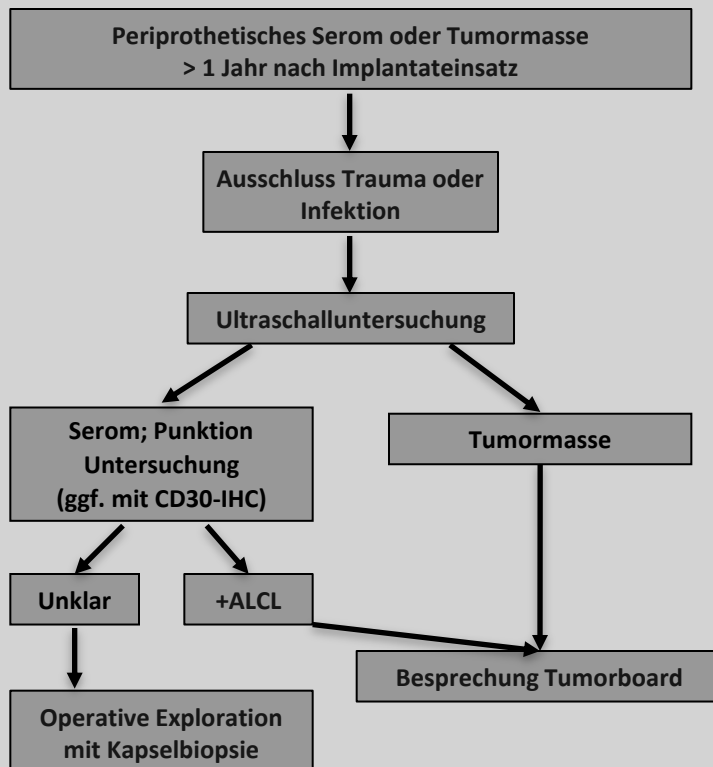 Periprothetisches Serom oder Tumormasse
> 1 Jahr nach Implantateinsatz
Ausschluss Trauma oder
Infektion
Ultraschalluntersuchung
Serom; Punktion
Untersuchung
(ggf. mit CD30-IHC)
Tumormasse
Unklar
+ALCL
Besprechung Tumorboard
Operative Exploration
mit Kapselbiopsie